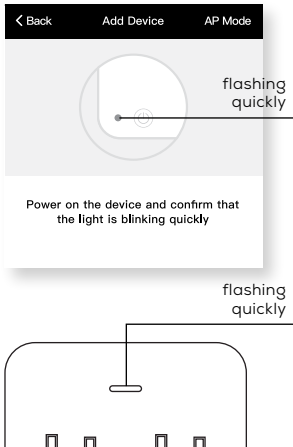 Back Add Device AP Mode
flashing
quickly
Power on the device and confirm that
the light is blinking quickly
flashing
quickly